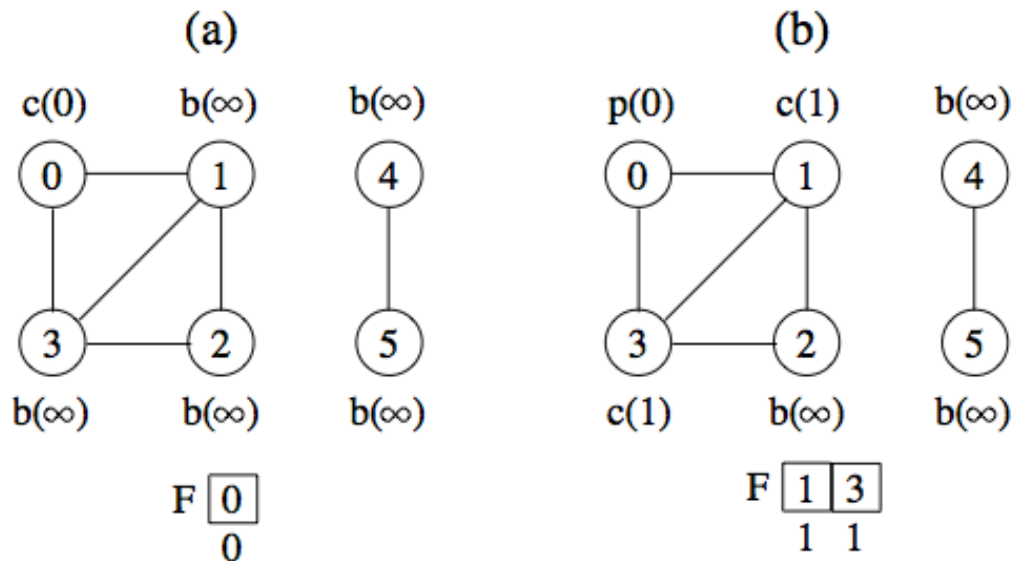 (a)
c(0) b(∞) b(∞)
0 1 4
3 2 5
b(∞) b(∞) b(∞)
F 0
0
(b)
p(0) c(1) b(∞)
0 1 4
3 2 5
c(1) b(∞) b(∞)
F 1 3
1 1